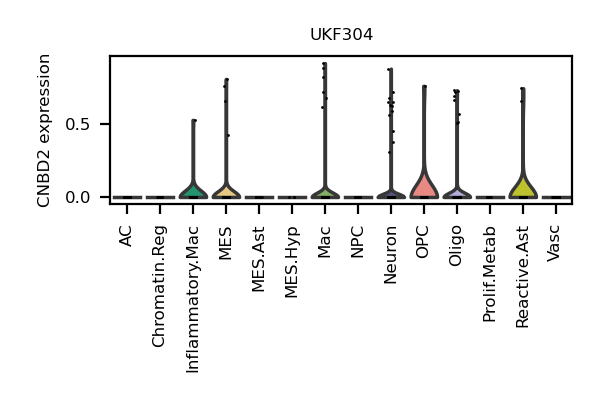 UKF304
CNBD2 expression
0.5
0.0
AC
Chromatin.Reg
Inflammatory.Mac
MES
MES.Ast
MES.Hyp
Mac
NPC
Neuron
OPC
Oligo
Prolif.Metab
Reactive.Ast
Vasc